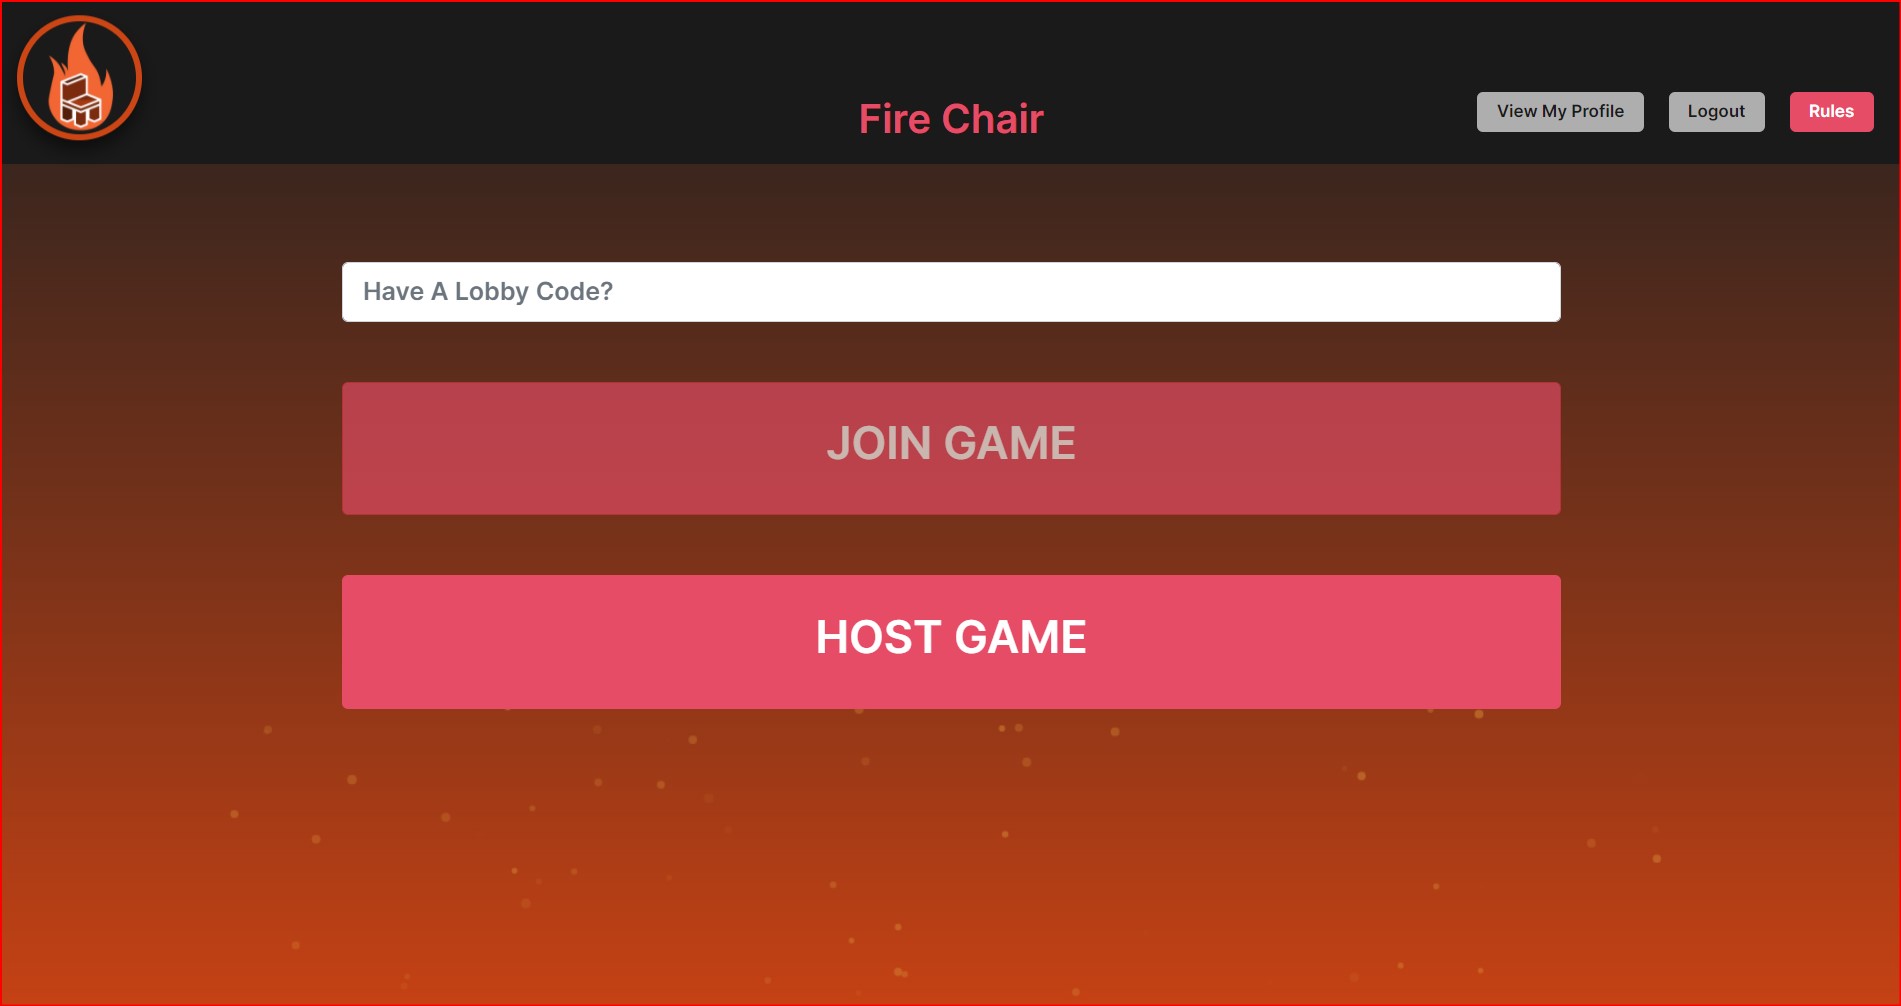 Fire Chair
View My Profile
Logout
Rules
Have A Lobby Code?
JOIN GAME
HOST GAME